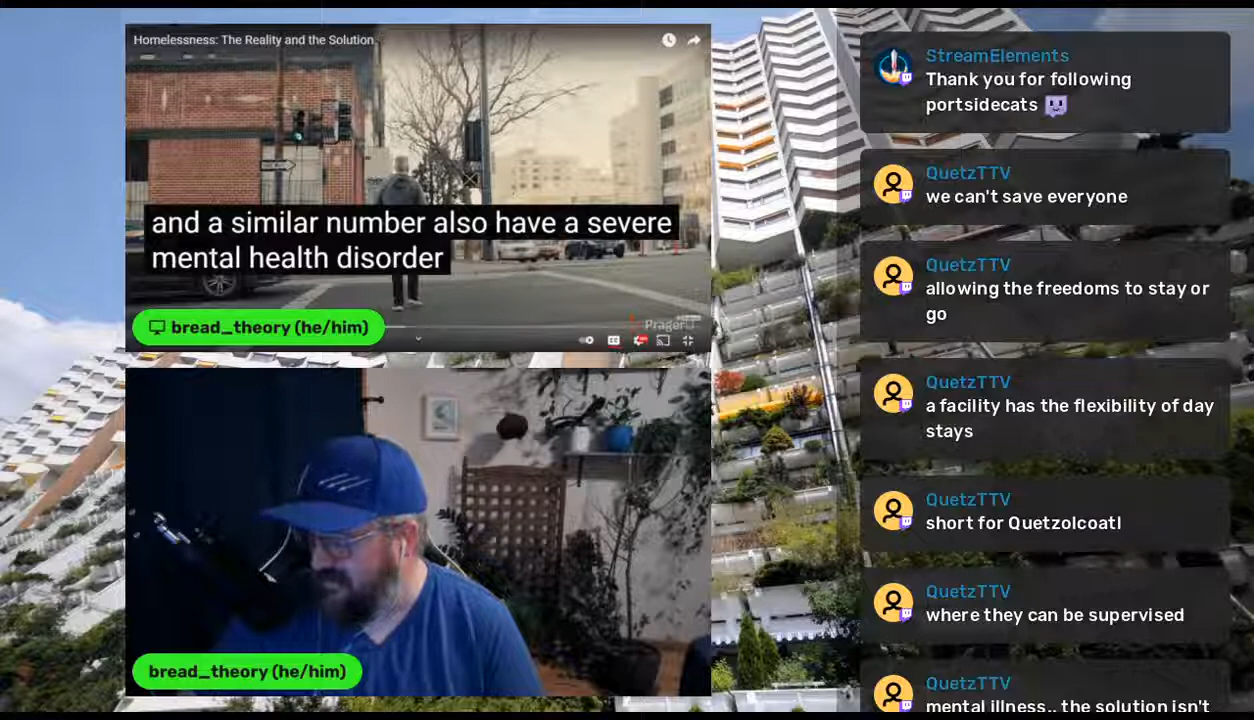 Homelessness: The Reality and the Solution
and a similar number also have a severe
mental health disorder
PragerU
bread_theory (he/him)
bread_theory (he/him)
StreamElements
Thank you for following
portsidecats
QuetzTTV
we can't save everyone
QuetzTTV
allowing the freedoms to stay or
go
QuetzTTV
a facility has the flexibility of day
stays
QuetzTTV
short for Quetzolcoatl
QuetzTTV
where they can be supervised
QuetzTTV
mental illness.. the solution isn't